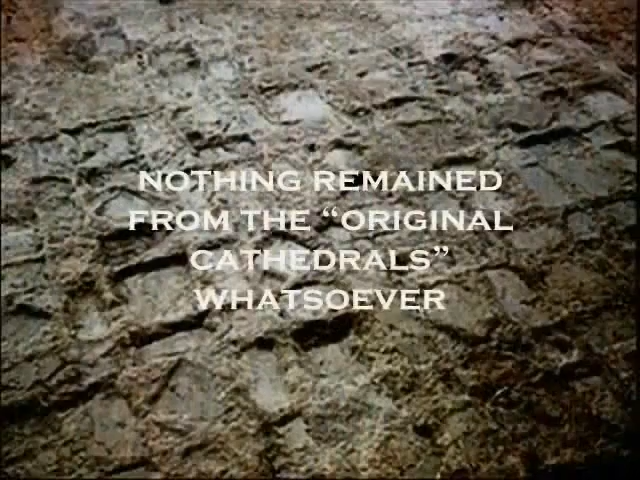 NOTHING REMAINED
FROM THE “ORIGINAL
CATHEDRALS”
WHATSOEVER